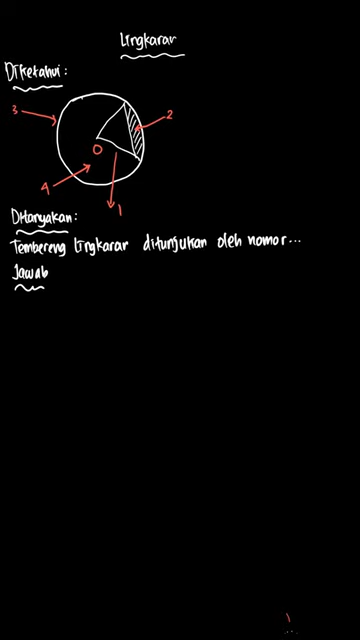 Lingkaran
Diketahui:
3
2
O
4
1
Ditanyakan:
Tembereng lingkaran ditunjukan oleh nomor...
Jawab